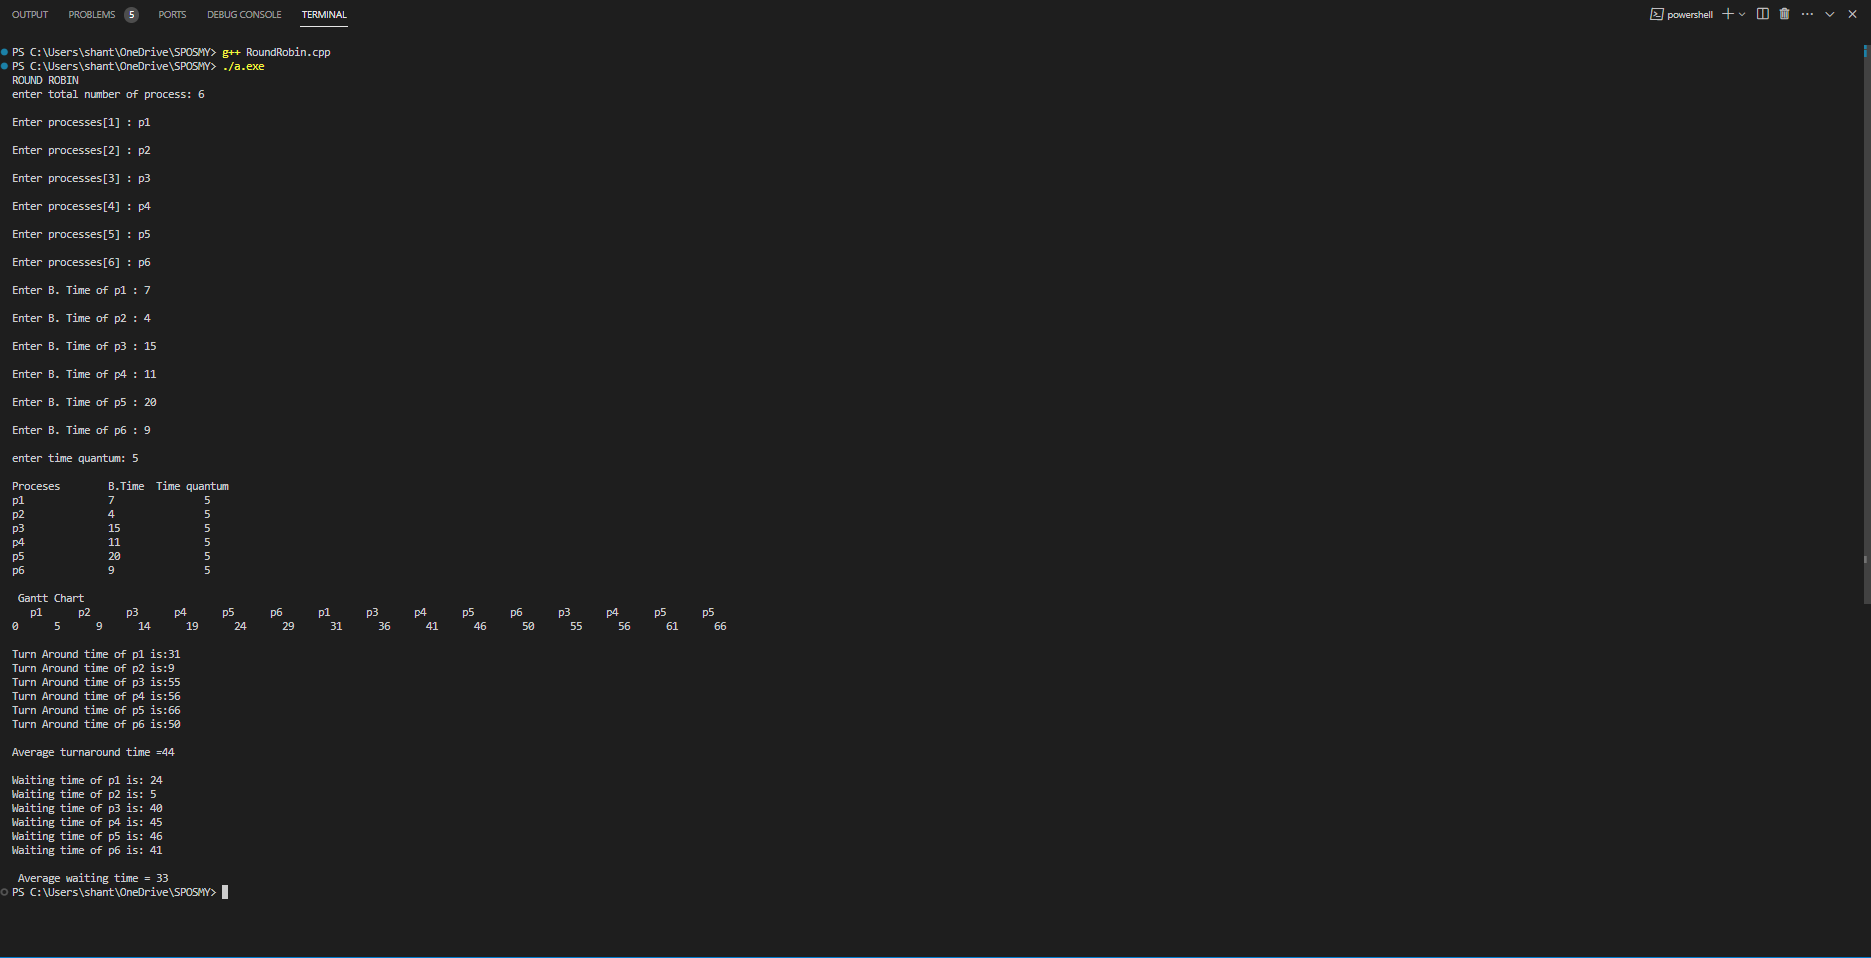 OUTPUT PROBLEMS 5 PORTS DEBUG CONSOLE TERMINAL powershell
PS C:\Users\shant\OneDrive\SPOSMY> g++ RoundRobin.cpp
PS C:\Users\shant\OneDrive\SPOSMY> ./a.exe
ROUND ROBIN
enter total number of process: 6
Enter processes[1] : p1
Enter processes[2] : p2
Enter processes[3] : p3
Enter processes[4] : p4
Enter processes[5] : p5
Enter processes[6] : p6
Enter B. Time of p1 : 7
Enter B. Time of p2 : 4
Enter B. Time of p3 : 15
Enter B. Time of p4 : 11
Enter B. Time of p5 : 20
Enter B. Time of p6 : 9
enter time quantum: 5
Proceses B.Time Time quantum
p1 7 5
p2 4 5
p3 15 5
p4 11 5
p5 20 5
p6 9 5
Gantt Chart
p1 p2 p3 p4 p5 p6 p1 p3 p4 p5 p6 p3 p4 p5 p5
0 5 9 14 19 24 29 31 36 41 46 50 55 56 61 66
Turn Around time of p1 is:31
Turn Around time of p2 is:9
Turn Around time of p3 is:55
Turn Around time of p4 is:56
Turn Around time of p5 is:66
Turn Around time of p6 is:50
Average turnaround time =44
Waiting time of p1 is: 24
Waiting time of p2 is: 5
Waiting time of p3 is: 40
Waiting time of p4 is: 45
Waiting time of p5 is: 46
Waiting time of p6 is: 41
Average waiting time = 33
PS C:\Users\shant\OneDrive\SPOSMY>